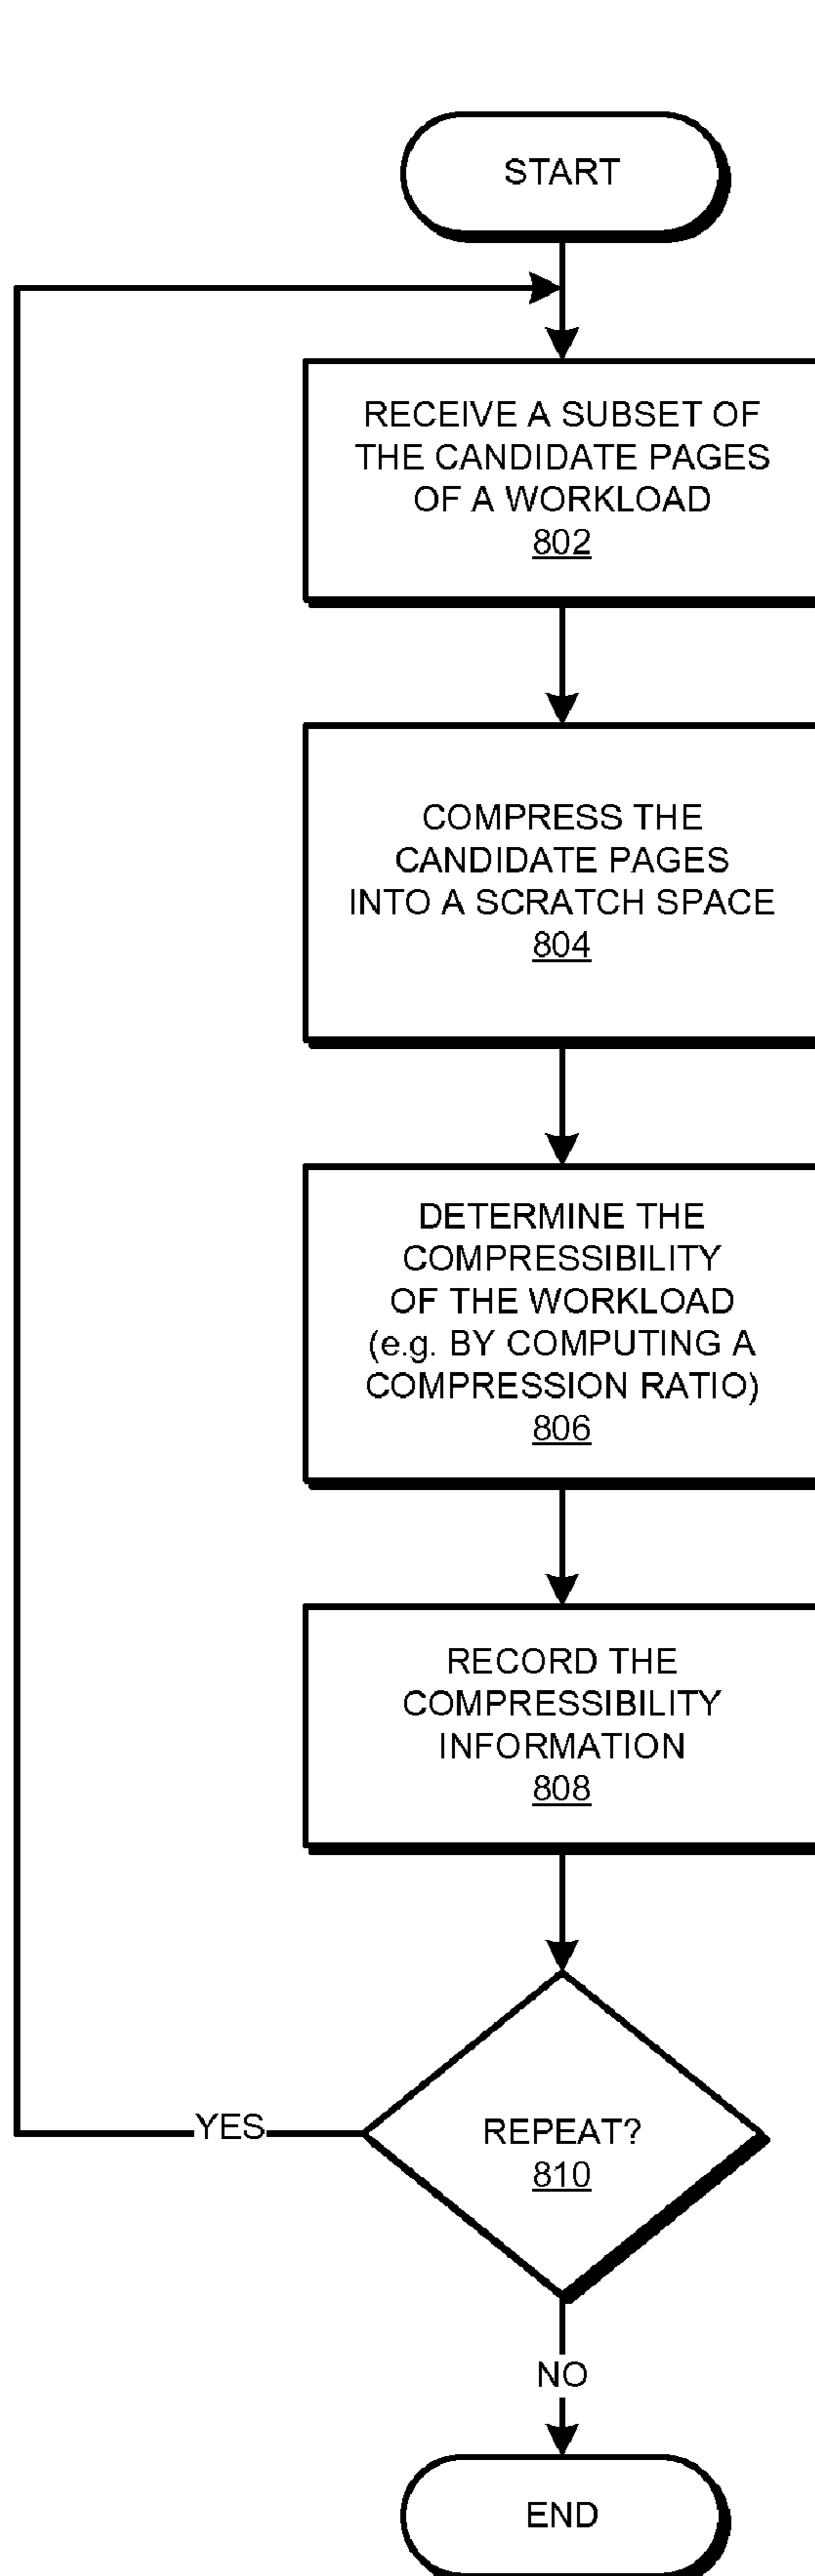 START
RECEIVE A SUBSET OF
THE CANDIDATE PAGES
OF A WORKLOAD
802
COMPRESS THE
CANDIDATE PAGES
INTO A SCRATCH SPACE
804
DETERMINE THE
COMPRESSIBILITY
OF THE WORKLOAD
(e.g. BY COMPUTING A
COMPRESSION RATIO)
806
RECORD THE
COMPRESSIBILITY
INFORMATION
808
YES
REPEAT?
810
NO
END